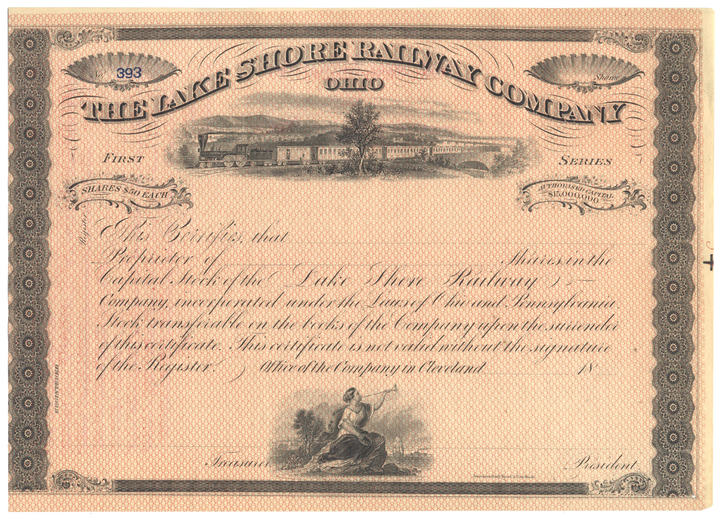 393
Shares
THE LAKE SHORE RAILWAY COMPANY
OHIO
FIRST
SERIES
SHARES $50 EACH
AUTHORISED CAPITAL
$15,000,000
This Certifies, that
Proprietor of Shares, in the
Capital Stock of the Lake Shore Railway
Company, incorporated under the Laws of Ohio and Pennsylvania.
Stock transferable on the books of the Company upon the surrender
of this certificate. This certificate is not valid without the signature
of the Register. Office of the Company in Cleveland 18
Treasurer
President